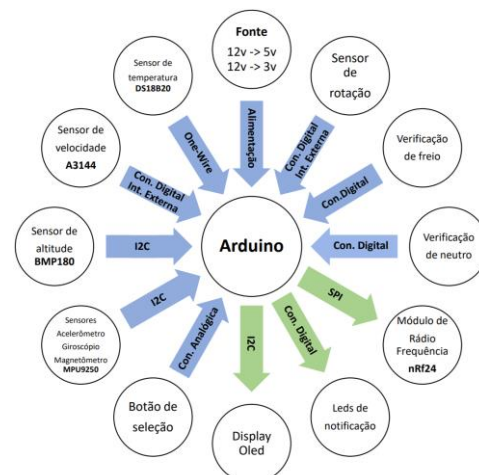 Fonte
12v -> 5v
12v -> 3v
Alimentação
Sensor
de
rotação
Con. Digital
Int. Externa
Verificação
de freio
Con.Digital
Verificação
de neutro
Con. Digital
Módulo de
Rádio
Frequência
nRf24
SPI
Leds de
notificação
Con. Digital
Display
Oled
I2C
Botão de
seleção
Con. Analógica
Sensores
Acelerômetro
Giroscópio
Magnetômetro
MPU9250
I2C
Sensor de
altitude
BMP180
I2C
Sensor de
velocidade
A3144
Con. Digital
Int. Externa
Sensor de
temperatura
DS18B20
One-Wire
Arduino